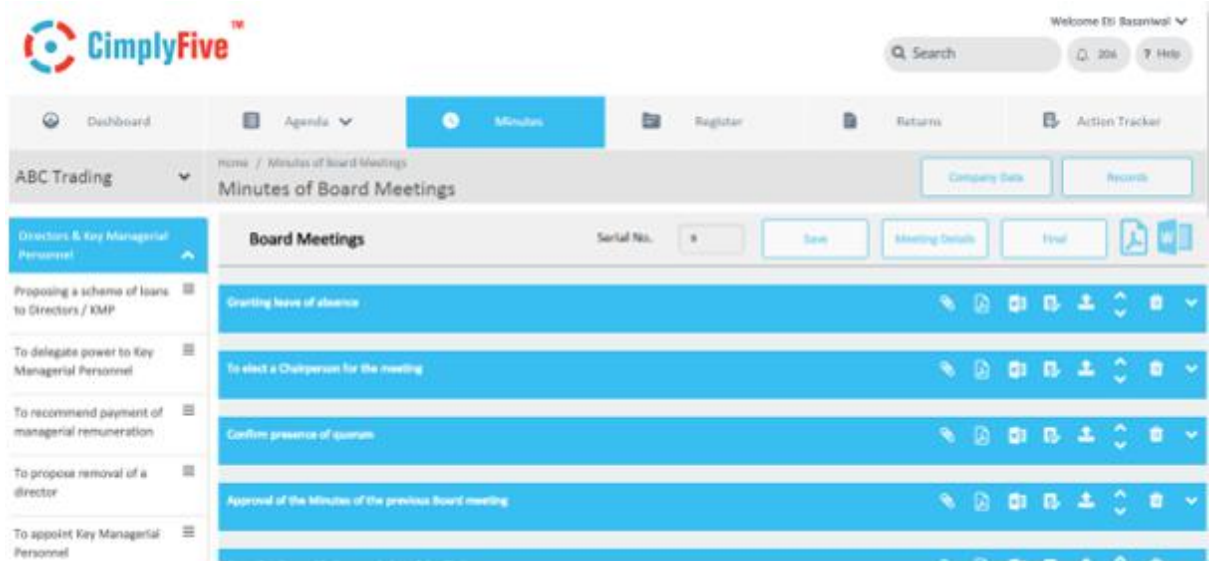 CimplyFive™
Welcome Eti Basaniwal
Search
206
? Help
Dashboard
Agenda
Minutes
Register
Returns
Action Tracker
ABC Trading
Home / Minutes of Board Meetings
Minutes of Board Meetings
Company Data
Records
Directors & Key Managerial
Personnel
Board Meetings
Serial No.
Save
Meeting Details
Final
Proposing a scheme of loans
to Directors / KMP
Granting leave of absence
To delegate power to Key
Managerial Personnel
To elect a Chairperson for the meeting
To recommend payment of
managerial remuneration
Confirm presence of quorum
To propose removal of a
director
Approval of the Minutes of the previous Board meeting
To appoint Key Managerial
Personnel